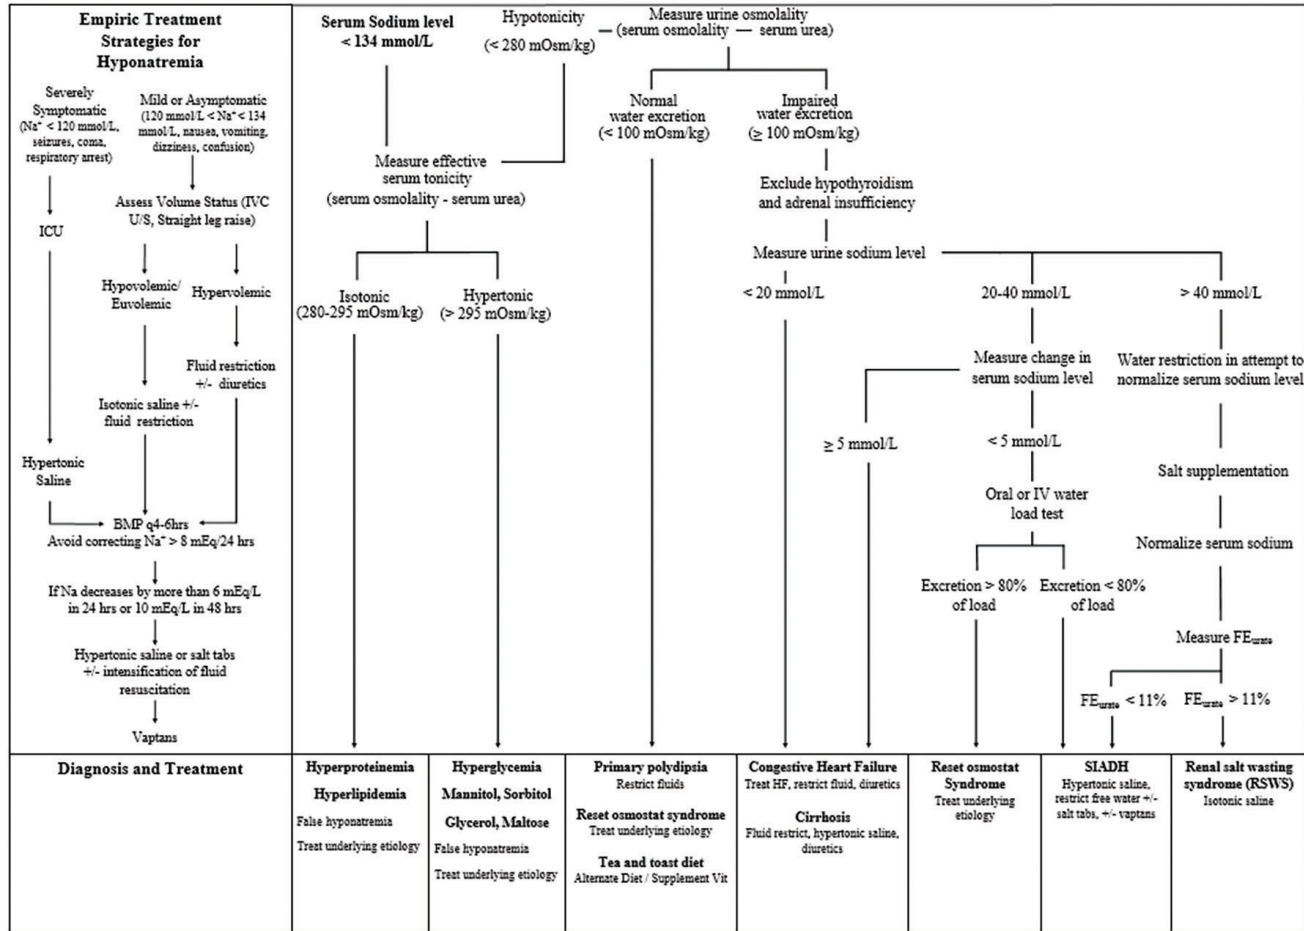 Empiric Treatment
Strategies for
Hyponatremia
Severely
Symptomatic
(Na⁺ < 120 mmol/L,
seizures, coma,
respiratory arrest)
Mild or Asymptomatic
(120 mmol/L < Na⁺ < 134
mmol/L, nausea, vomiting,
dizziness, confusion)
Assess Volume Status (IVC
U/S, Straight leg raise)
ICU
Hypovolemic/
Euvolemic
Hypervolemic
Fluid restriction
+/- diuretics
Isotonic saline +/-
fluid restriction
Hypertonic
Saline
BMP q4-6hrs
Avoid correcting Na⁺ > 8 mEq/24 hrs
If Na decreases by more than 6 mEq/L
in 24 hrs or 10 mEq/L in 48 hrs
Hypertonic saline or salt tabs
+/- intensification of fluid
resuscitation
Vaptans
Serum Sodium level
< 134 mmol/L
Hypotonicity
(< 280 mOsm/kg)
Measure urine osmolality
(serum osmolality — serum urea)
Normal
water excretion
(< 100 mOsm/kg)
Impaired
water excretion
(≥ 100 mOsm/kg)
Measure effective
serum tonicity
(serum osmolality - serum urea)
Exclude hypothyroidism
and adrenal insufficiency
Measure urine sodium level
Isotonic
(280-295 mOsm/kg)
Hypertonic
(> 295 mOsm/kg)
< 20 mmol/L
20-40 mmol/L
> 40 mmol/L
Measure change in
serum sodium level
Water restriction in attempt to
normalize serum sodium level
≥ 5 mmol/L
< 5 mmol/L
Salt supplementation
Oral or IV water
load test
Normalize serum sodium
Excretion > 80%
of load
Excretion < 80%
of load
Measure FEurate
FEurate < 11%
FEurate > 11%
Diagnosis and Treatment
Hyperproteinemia
Hyperlipidemia
False hyponatremia
Treat underlying etiology
Hyperglycemia
Mannitol, Sorbitol
Glycerol, Maltose
False hyponatremia
Treat underlying etiology
Primary polydipsia
Restrict fluids
Reset osmostat syndrome
Treat underlying etiology
Tea and toast diet
Alternate Diet / Supplement Vit
Congestive Heart Failure
Treat HF, restrict fluid, diuretics
Cirrhosis
Fluid restrict, hypertonic saline,
diuretics
Reset osmostat
Syndrome
Treat underlying
etiology
SIADH
Hypertonic saline,
restrict free water +/-
salt tabs, +/- vaptans
Renal salt wasting
syndrome (RSWS)
Isotonic saline